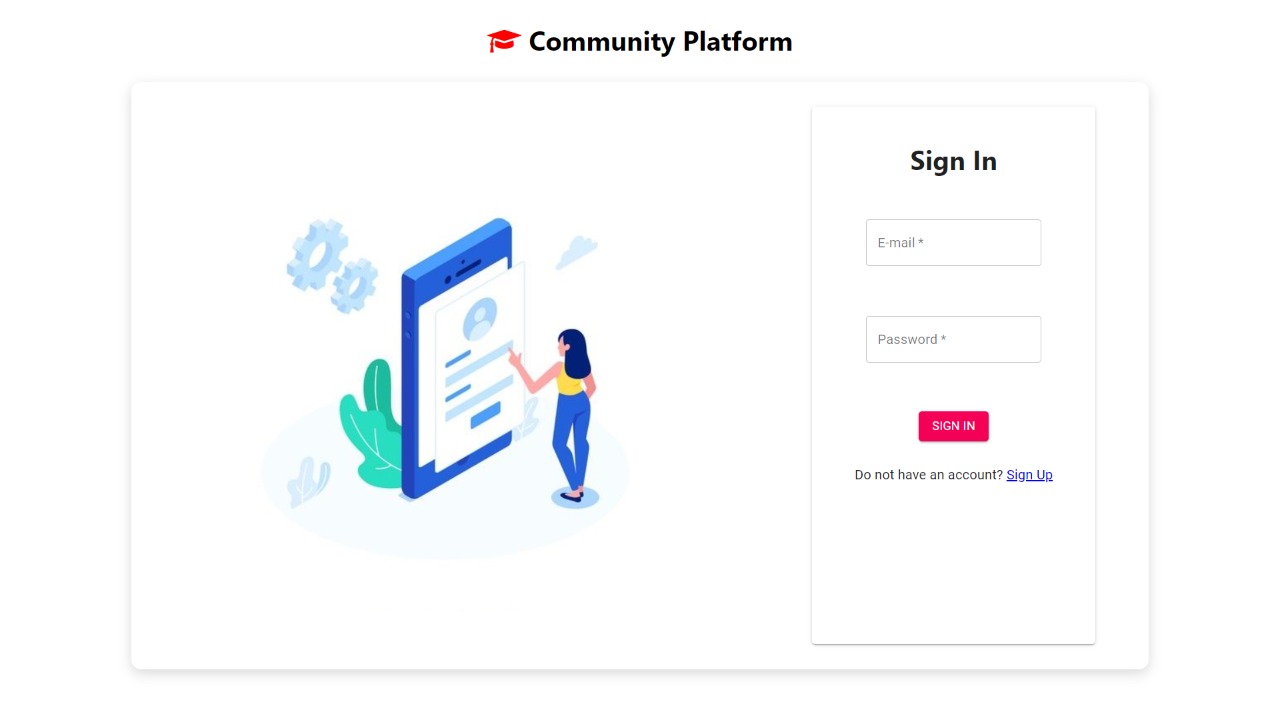 Community Platform
Sign In
E-mail *
Password *
SIGN IN
Do not have an account? Sign Up